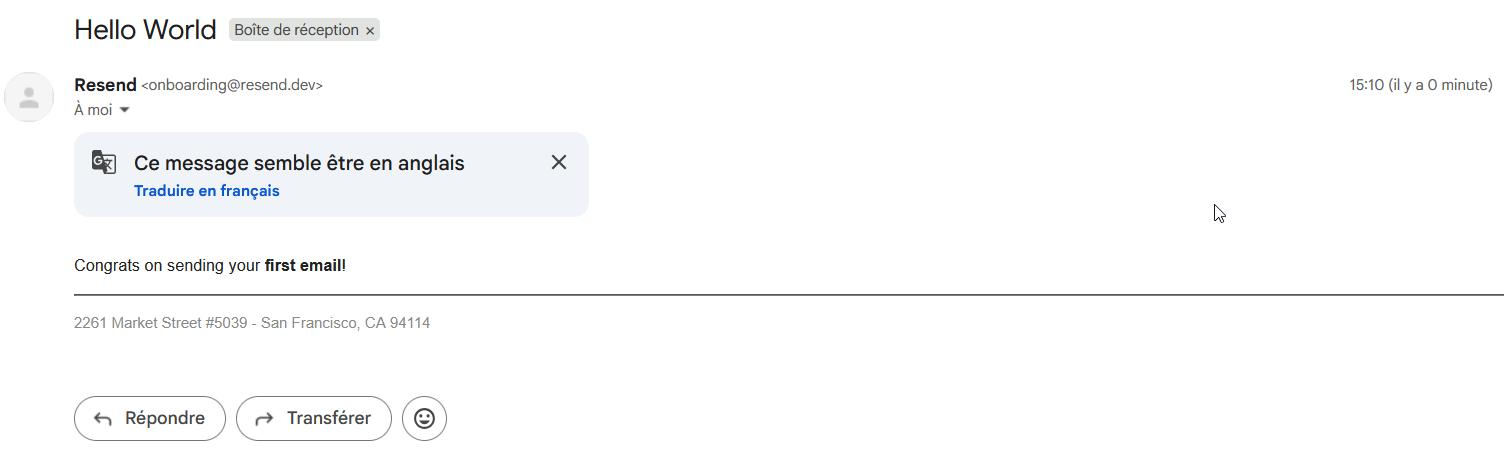 Hello World Boîte de réception ×
Resend <onboarding@resend.dev> 15:10 (il y a 0 minute)
À moi
Ce message semble être en anglais
Traduire en français
Congrats on sending your first email!
2261 Market Street #5039 - San Francisco, CA 94114
Répondre Transférer